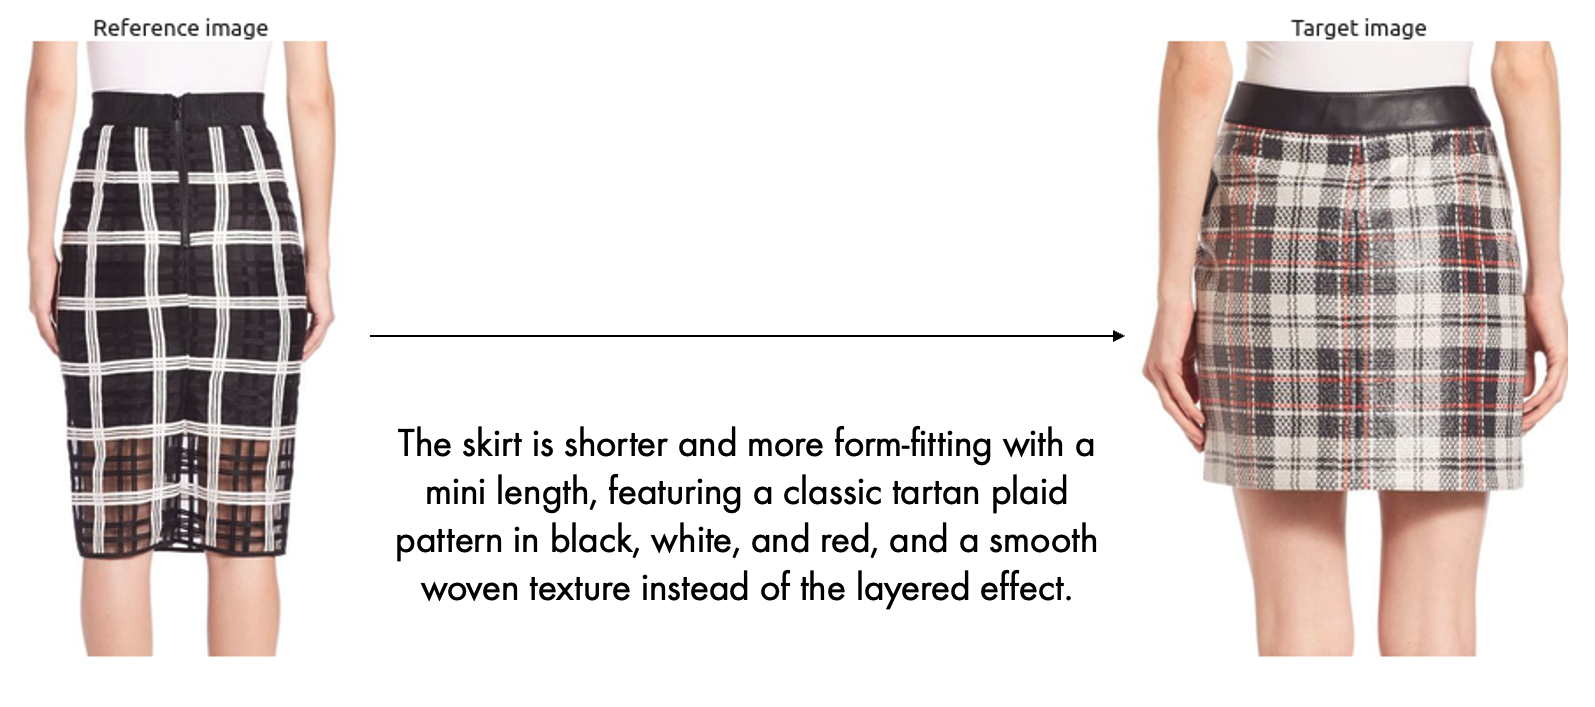 Reference image
Target image
The skirt is shorter and more form-fitting with a
mini length, featuring a classic tartan plaid
pattern in black, white, and red, and a smooth
woven texture instead of the layered effect.